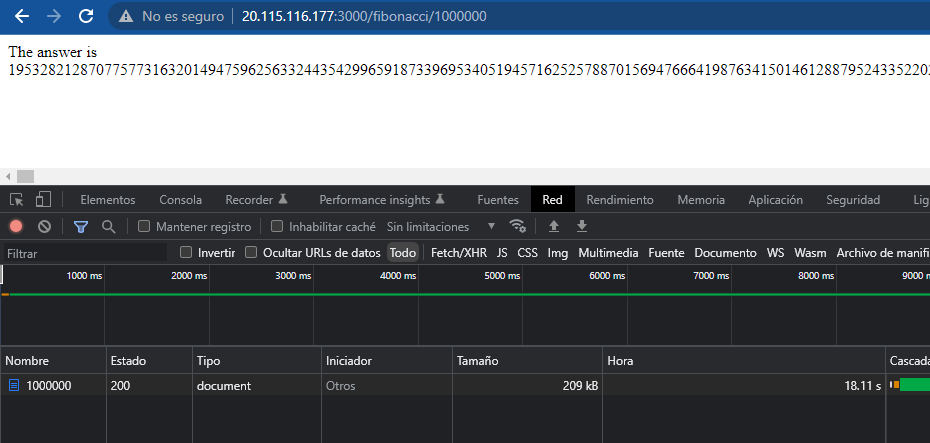 No es seguro 20.115.116.177:3000/fibonacci/1000000
The answer is
Elementos Consola Recorder Performance insights Fuentes Red Rendimiento Memoria Aplicación Seguridad
Mantener registro Inhabilitar caché Sin limitaciones
Filtrar Invertir Ocultar URLs de datos Todo Fetch/XHR JS CSS Img Multimedia Fuente Documento WS Wasm Archivo de manifi
1000 ms 2000 ms 3000 ms 4000 ms 5000 ms 6000 ms 7000 ms 8000 ms 9000
Nombre Estado Tipo Iniciador Tamaño Hora Cascada
1000000 200 document Otros 209 kB 18.11 s